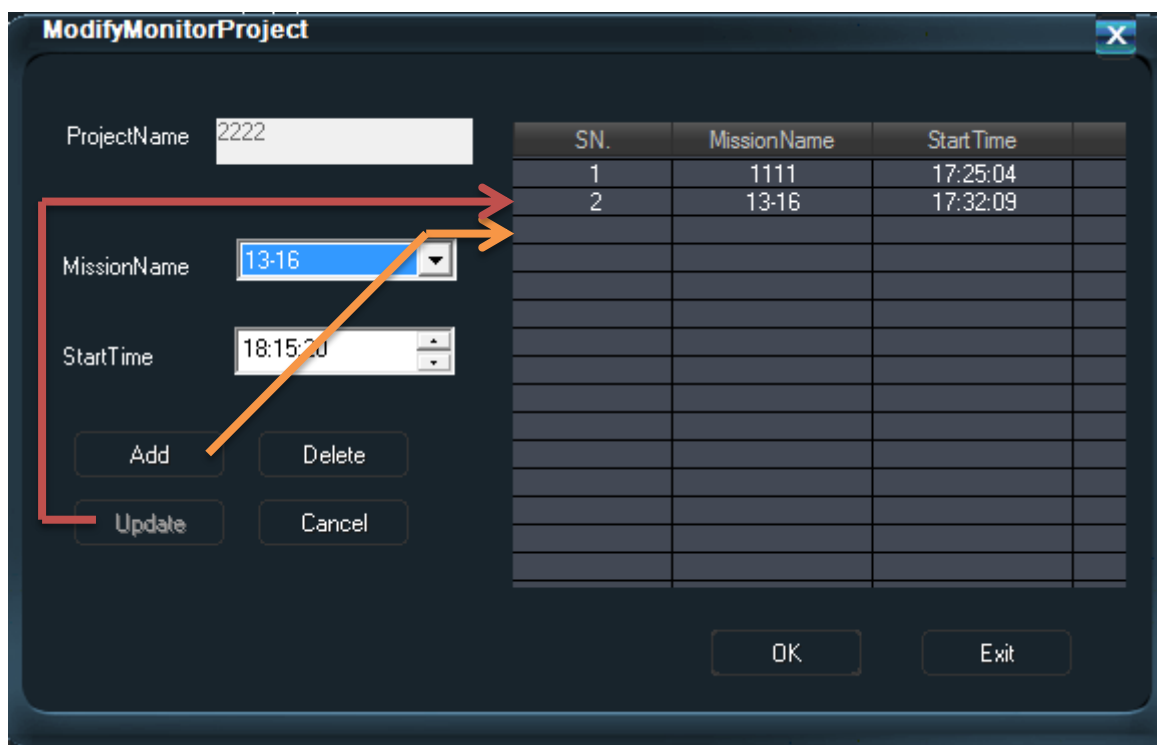 ModifyMonitorProject
X
ProjectName 2222
MissionName 13-16
StartTime 18:15:20
Add Delete
Update Cancel
SN. MissionName StartTime
1 1111 17:25:04
2 13-16 17:32:09
OK Exit